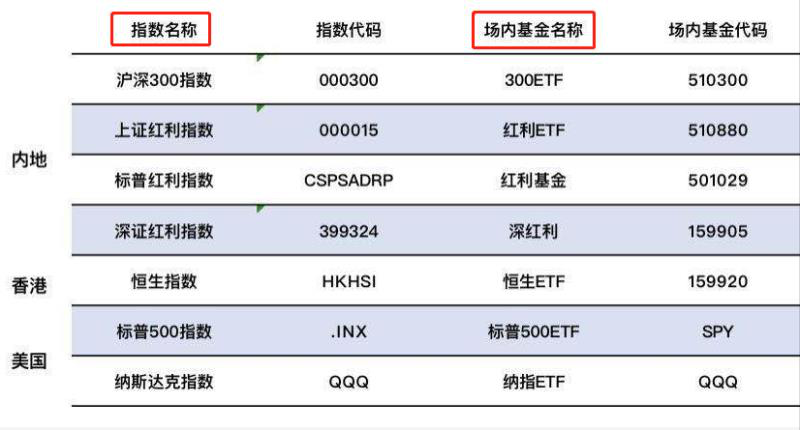 指数名称 指数代码 场内基金名称 场内基金代码
沪深300指数 000300 300ETF 510300
上证红利指数 000015 红利ETF 510880
内地
标普红利指数 CSPSADRP 红利基金 501029
深证红利指数 399324 深红利 159905
香港 恒生指数 HKHSI 恒生ETF 159920
标普500指数 .INX 标普500ETF SPY
美国
纳斯达克指数 QQQ 纳指ETF QQQ